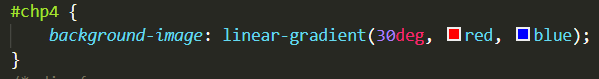 #chp4 {
    background-image: linear-gradient(30deg, red, blue);
}